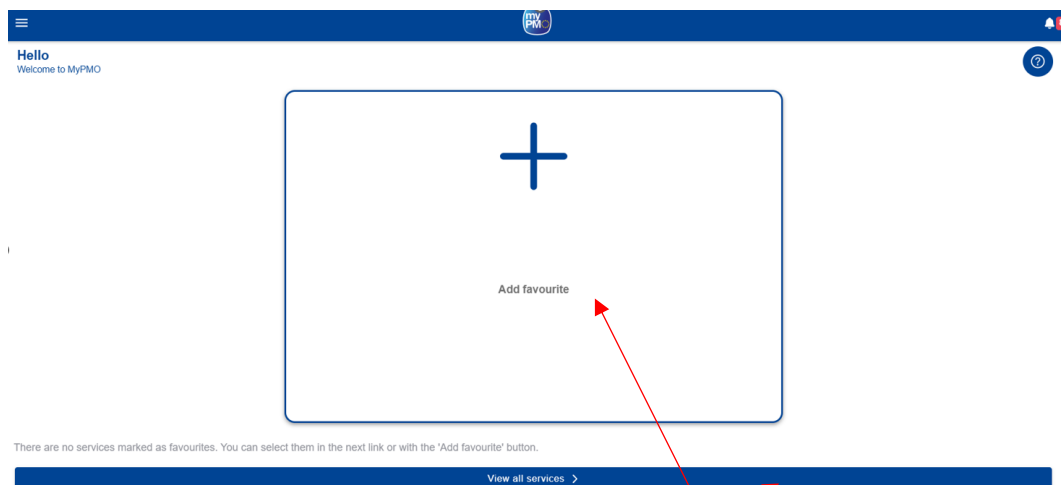 my
PMO
Hello
Welcome to MyPMO
Add favourite
There are no services marked as favourites. You can select them in the next link or with the 'Add favourite' button.
View all services